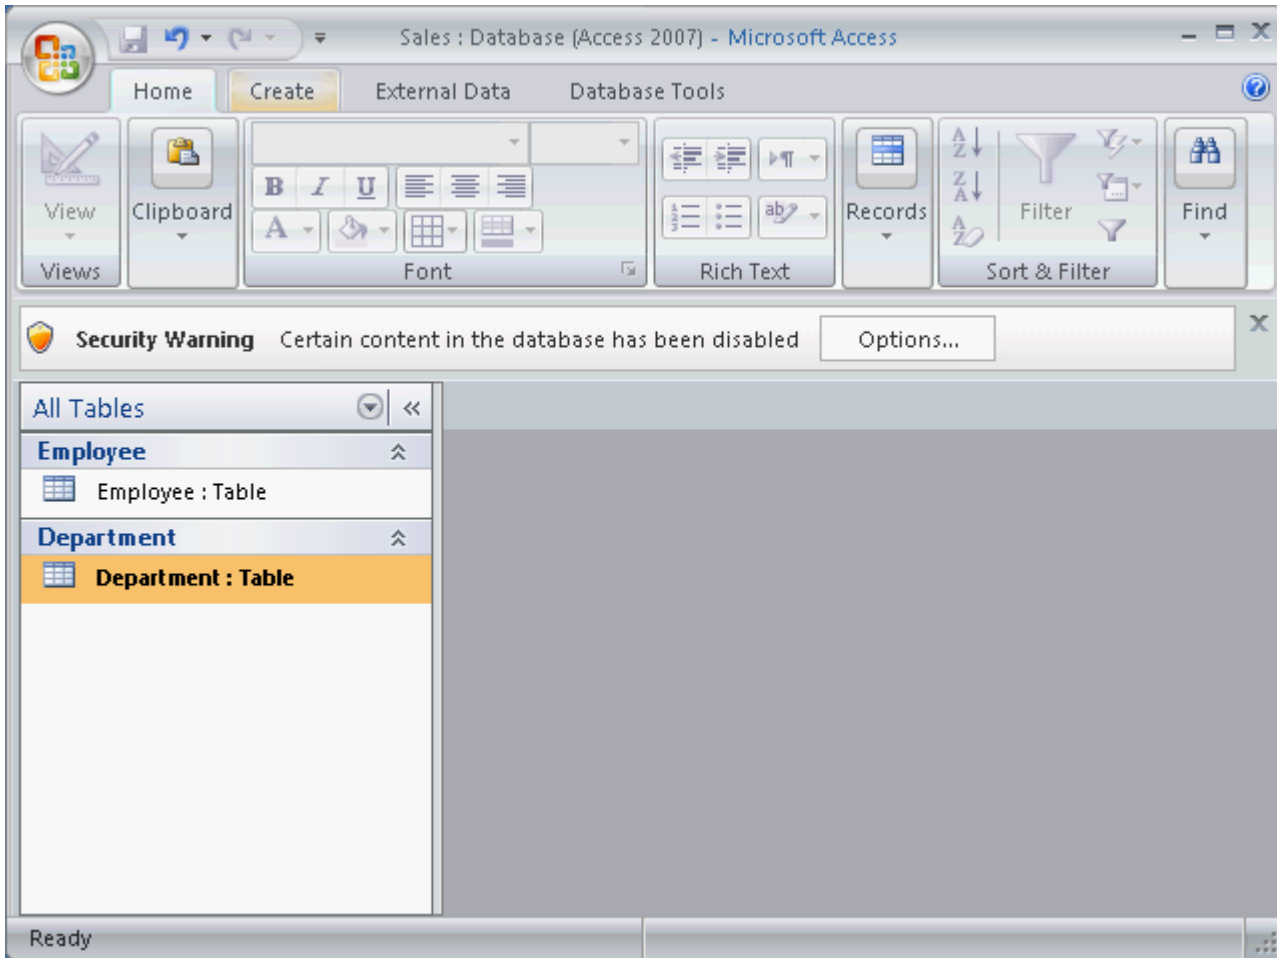 Sales : Database (Access 2007) - Microsoft Access
Home Create External Data Database Tools
B I U
A
View Clipboard Records Filter Find
Views Font Rich Text Sort & Filter
Security Warning Certain content in the database has been disabled Options...
All Tables
Employee
Employee : Table
Department
Department : Table
Ready